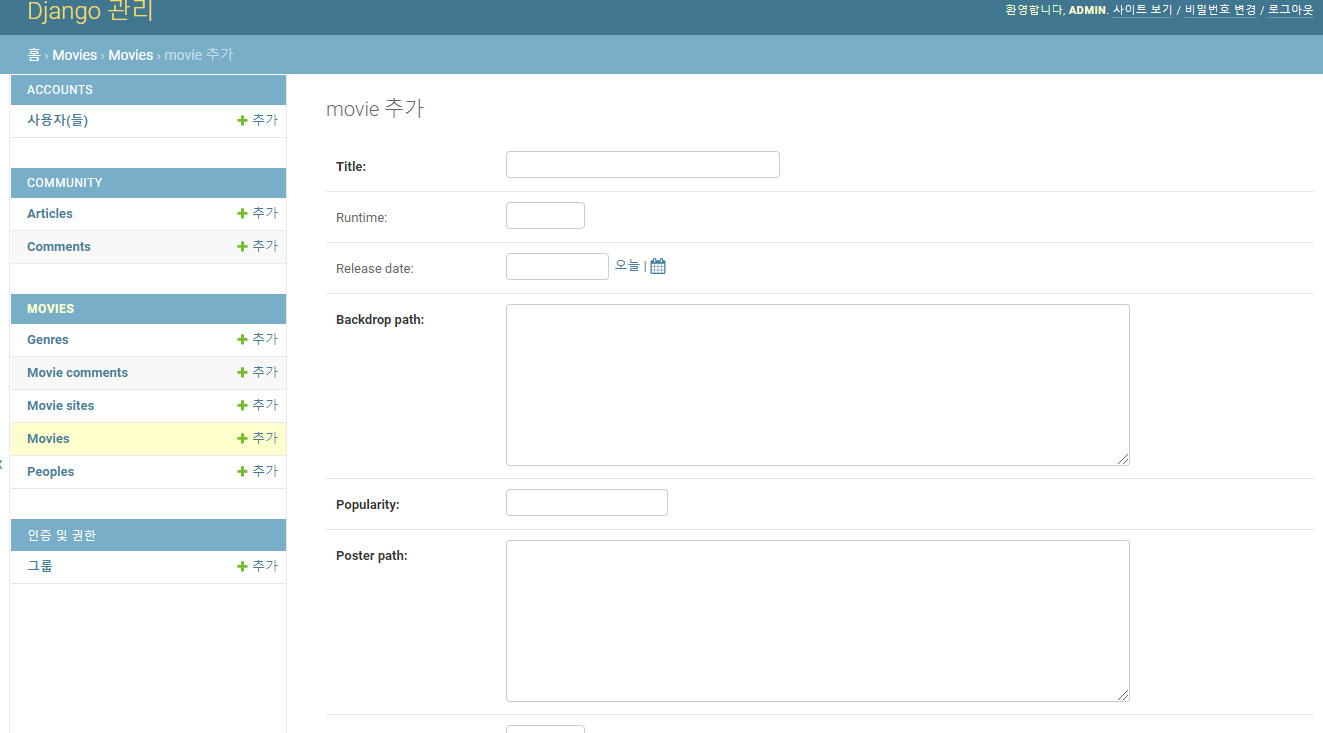 Django 관리
환영합니다, ADMIN. 사이트 보기 / 비밀번호 변경 / 로그아웃
홈 › Movies › Movies › movie 추가
ACCOUNTS
사용자(들) 추가
COMMUNITY
Articles 추가
Comments 추가
MOVIES
Genres 추가
Movie comments 추가
Movie sites 추가
Movies 추가
Peoples 추가
인증 및 권한
그룹 추가
movie 추가
Title:
Runtime:
Release date: 오늘 |
Backdrop path:
Popularity:
Poster path: